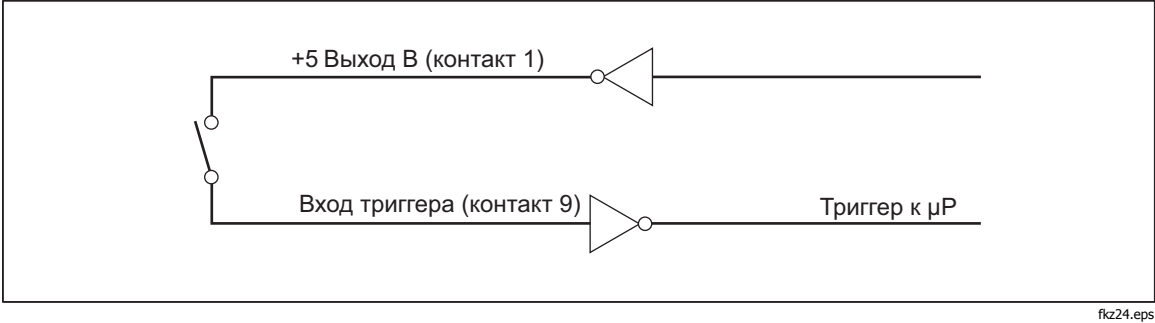 +5 Выход В (контакт 1)
Вход триггера (контакт 9)
Триггер к µP
fkz24.eps